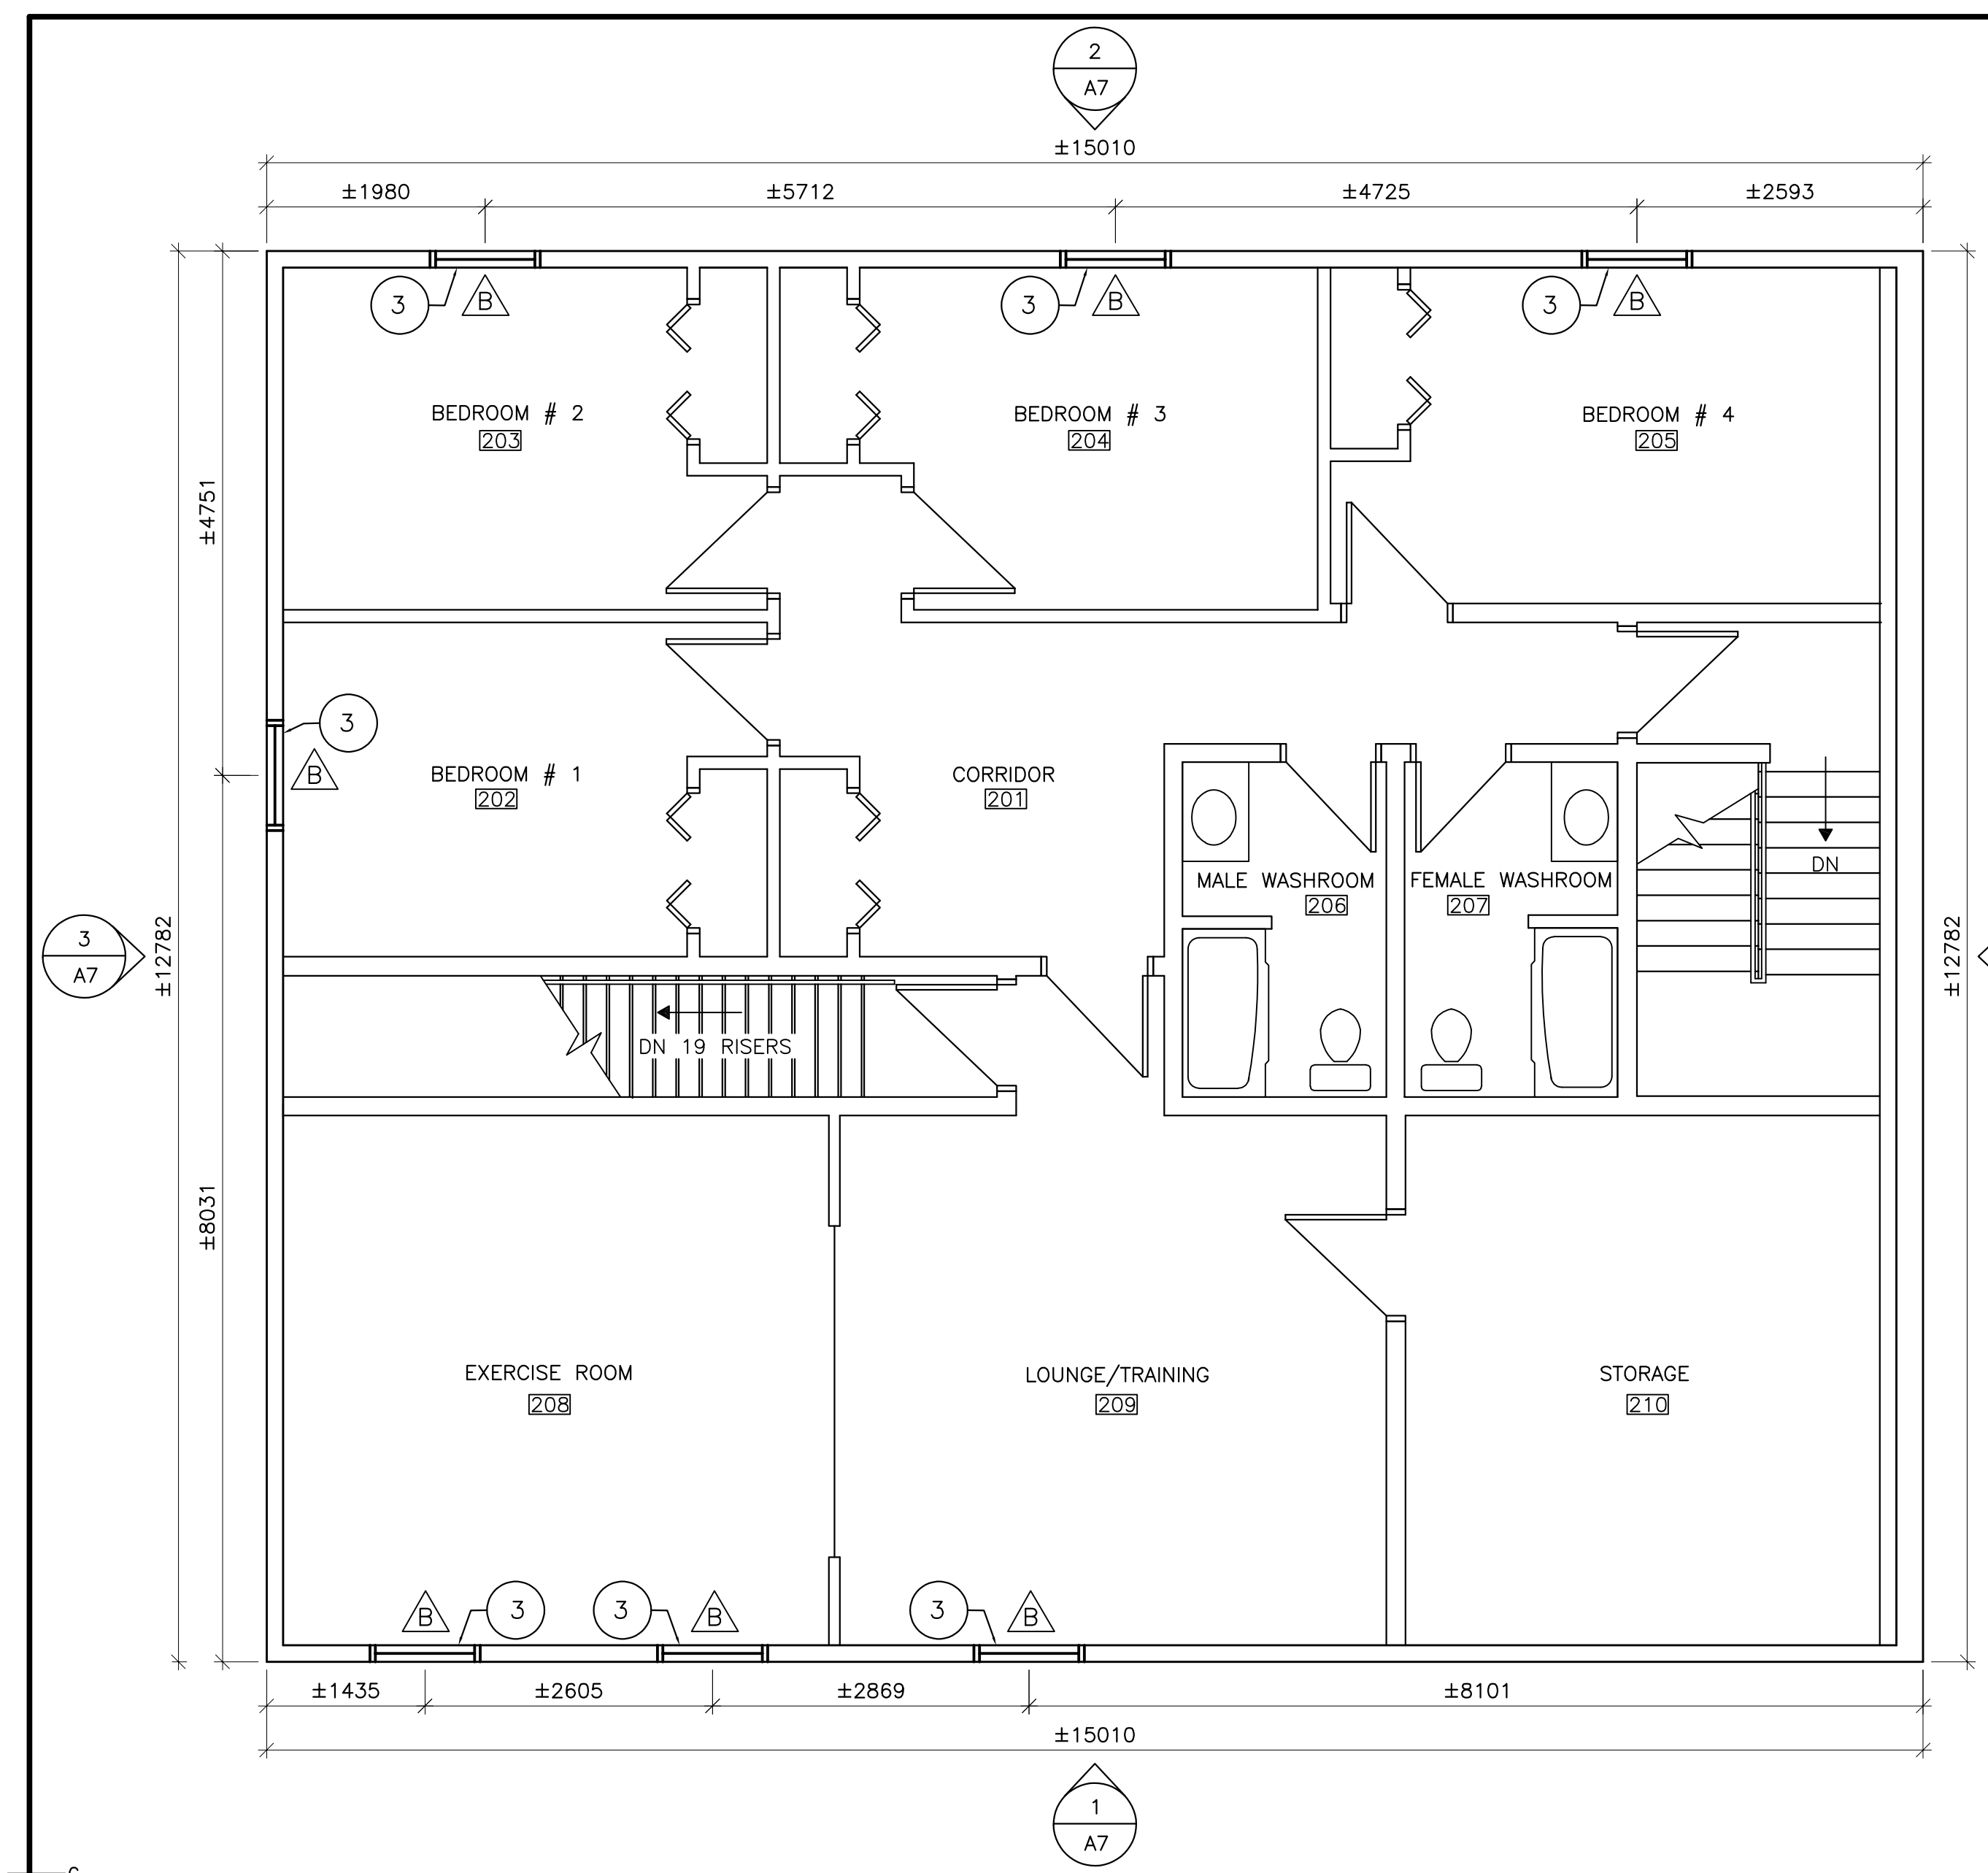 2
A7
±15010
±1980 ±5712 ±4725 ±2593
3 B 3 B 3 B
BEDROOM # 2
203
BEDROOM # 3
204
BEDROOM # 4
205
±4751
3
B
BEDROOM # 1
202
CORRIDOR
201
MALE WASHROOM
206
FEMALE WASHROOM
207
DN
3
A7
±12782
±12782
DN 19 RISERS
±8031
EXERCISE ROOM
208
LOUNGE/TRAINING
209
STORAGE
210
B 3 3 B 3 B
±1435 ±2605 ±2869 ±8101
±15010
1
A7